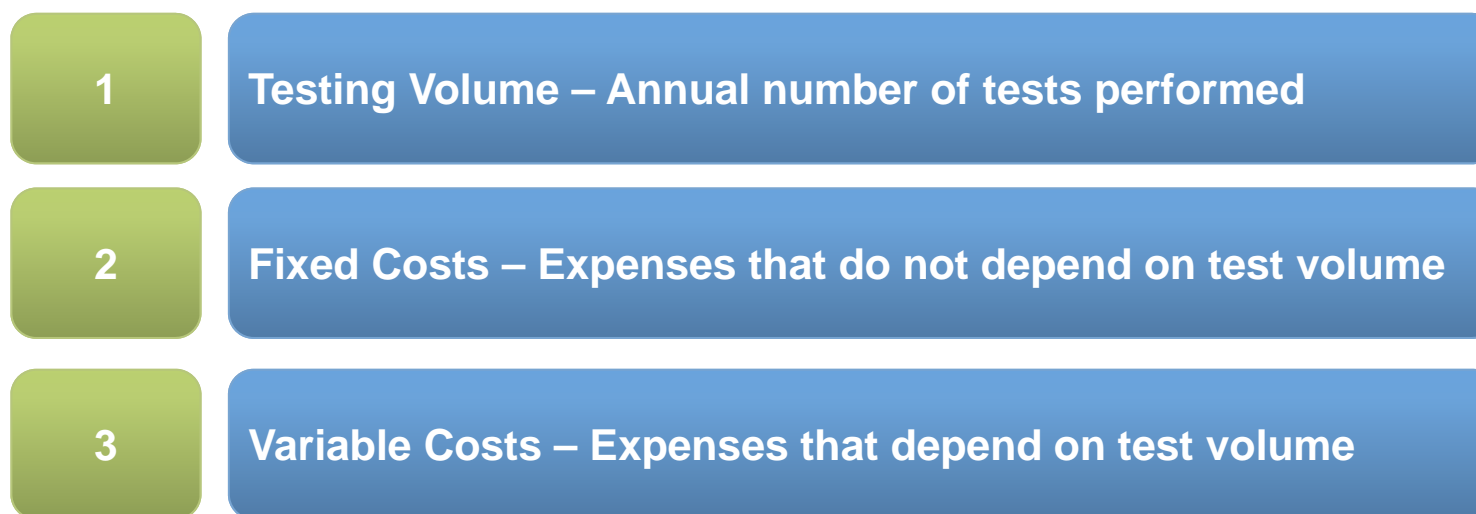 1
Testing Volume – Annual number of tests performed
2
Fixed Costs – Expenses that do not depend on test volume
3
Variable Costs – Expenses that depend on test volume